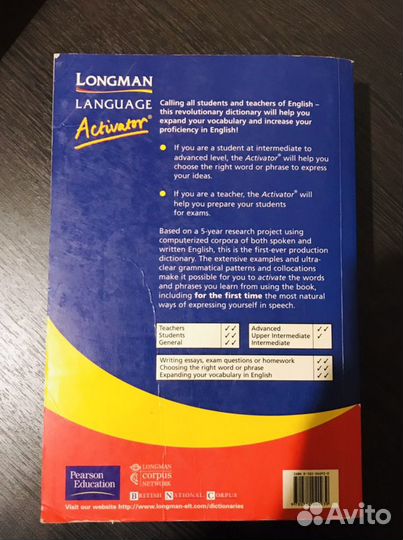 LONGMAN
LANGUAGE
Activator®
Calling all students and teachers of English –
this revolutionary dictionary will help you
expand your vocabulary and increase your
proficiency in English!
If you are a student at intermediate to
advanced level, the Activator® will help you
choose the right word or phrase to express
your ideas.
If you are a teacher, the Activator® will
help you prepare your students
for exams.
Based on a 5-year research project using
computerized corpora of both spoken and
written English, this is the first-ever production
dictionary. The extensive examples and ultra-
clear grammatical patterns and collocations
make it possible for you to activate the words
and phrases you learn from using the book,
including for the first time the most natural
ways of expressing yourself in speech.
Teachers ✓✓
Students ✓✓
General ✓✓
Advanced ✓✓
Upper Intermediate ✓
Intermediate
Writing essays, exam questions or homework ✓✓
Choosing the right word or phrase ✓✓
Expanding your vocabulary in English ✓✓
Pearson
Education
LONGMAN
corpus
NETWORK
BRITISH NATIONAL CORPUS
Visit our website http://www.longman-elt.com/dictionaries
ISBN
Avito